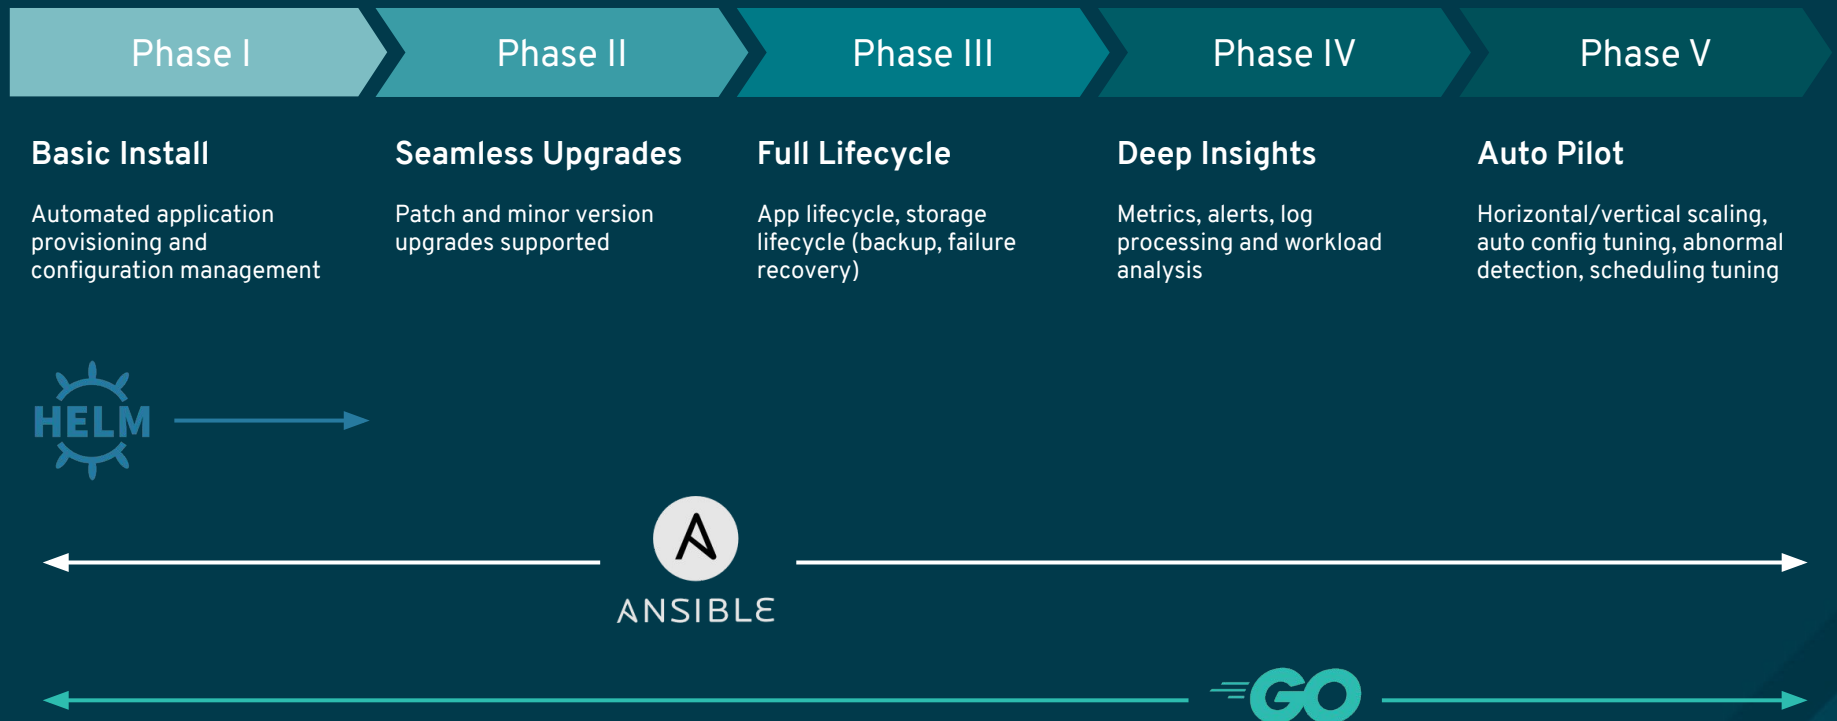 Phase I
Phase II
Phase III
Phase IV
Phase V
Basic Install
Automated application
provisioning and
configuration management
Seamless Upgrades
Patch and minor version
upgrades supported
Full Lifecycle
App lifecycle, storage
lifecycle (backup, failure
recovery)
Deep Insights
Metrics, alerts, log
processing and workload
analysis
Auto Pilot
Horizontal/vertical scaling,
auto config tuning, abnormal
detection, scheduling tuning
HELM
A
ANSIBLE
GO